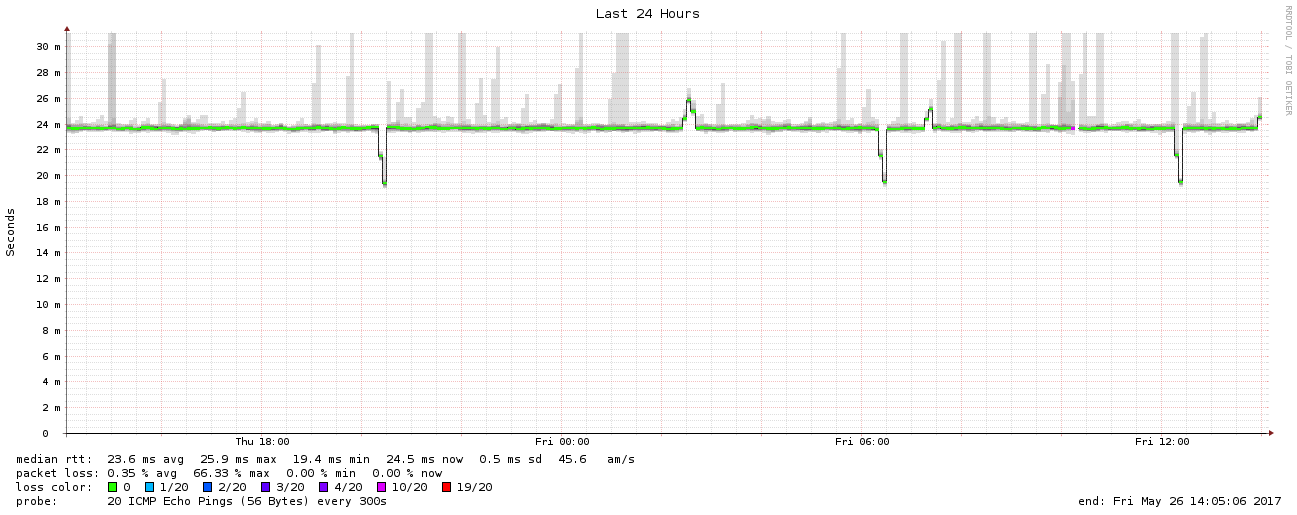 Last 24 Hours
RRDTOOL / TOBI OETIKER
30 m
28 m
26 m
24 m
22 m
20 m
18 m
16 m
14 m
12 m
10 m
8 m
6 m
4 m
2 m
0
Seconds
Thu 18:00 Fri 00:00 Fri 06:00 Fri 12:00
median rtt: 23.6 ms avg 25.9 ms max 19.4 ms min 24.5 ms now 0.5 ms sd 45.6 am/s
packet loss: 0.35 % avg 66.33 % max 0.00 % min 0.00 % now
loss color: 0 1/20 2/20 3/20 4/20 10/20 19/20
probe: 20 ICMP Echo Pings (56 Bytes) every 300s end: Fri May 26 14:05:06 2017